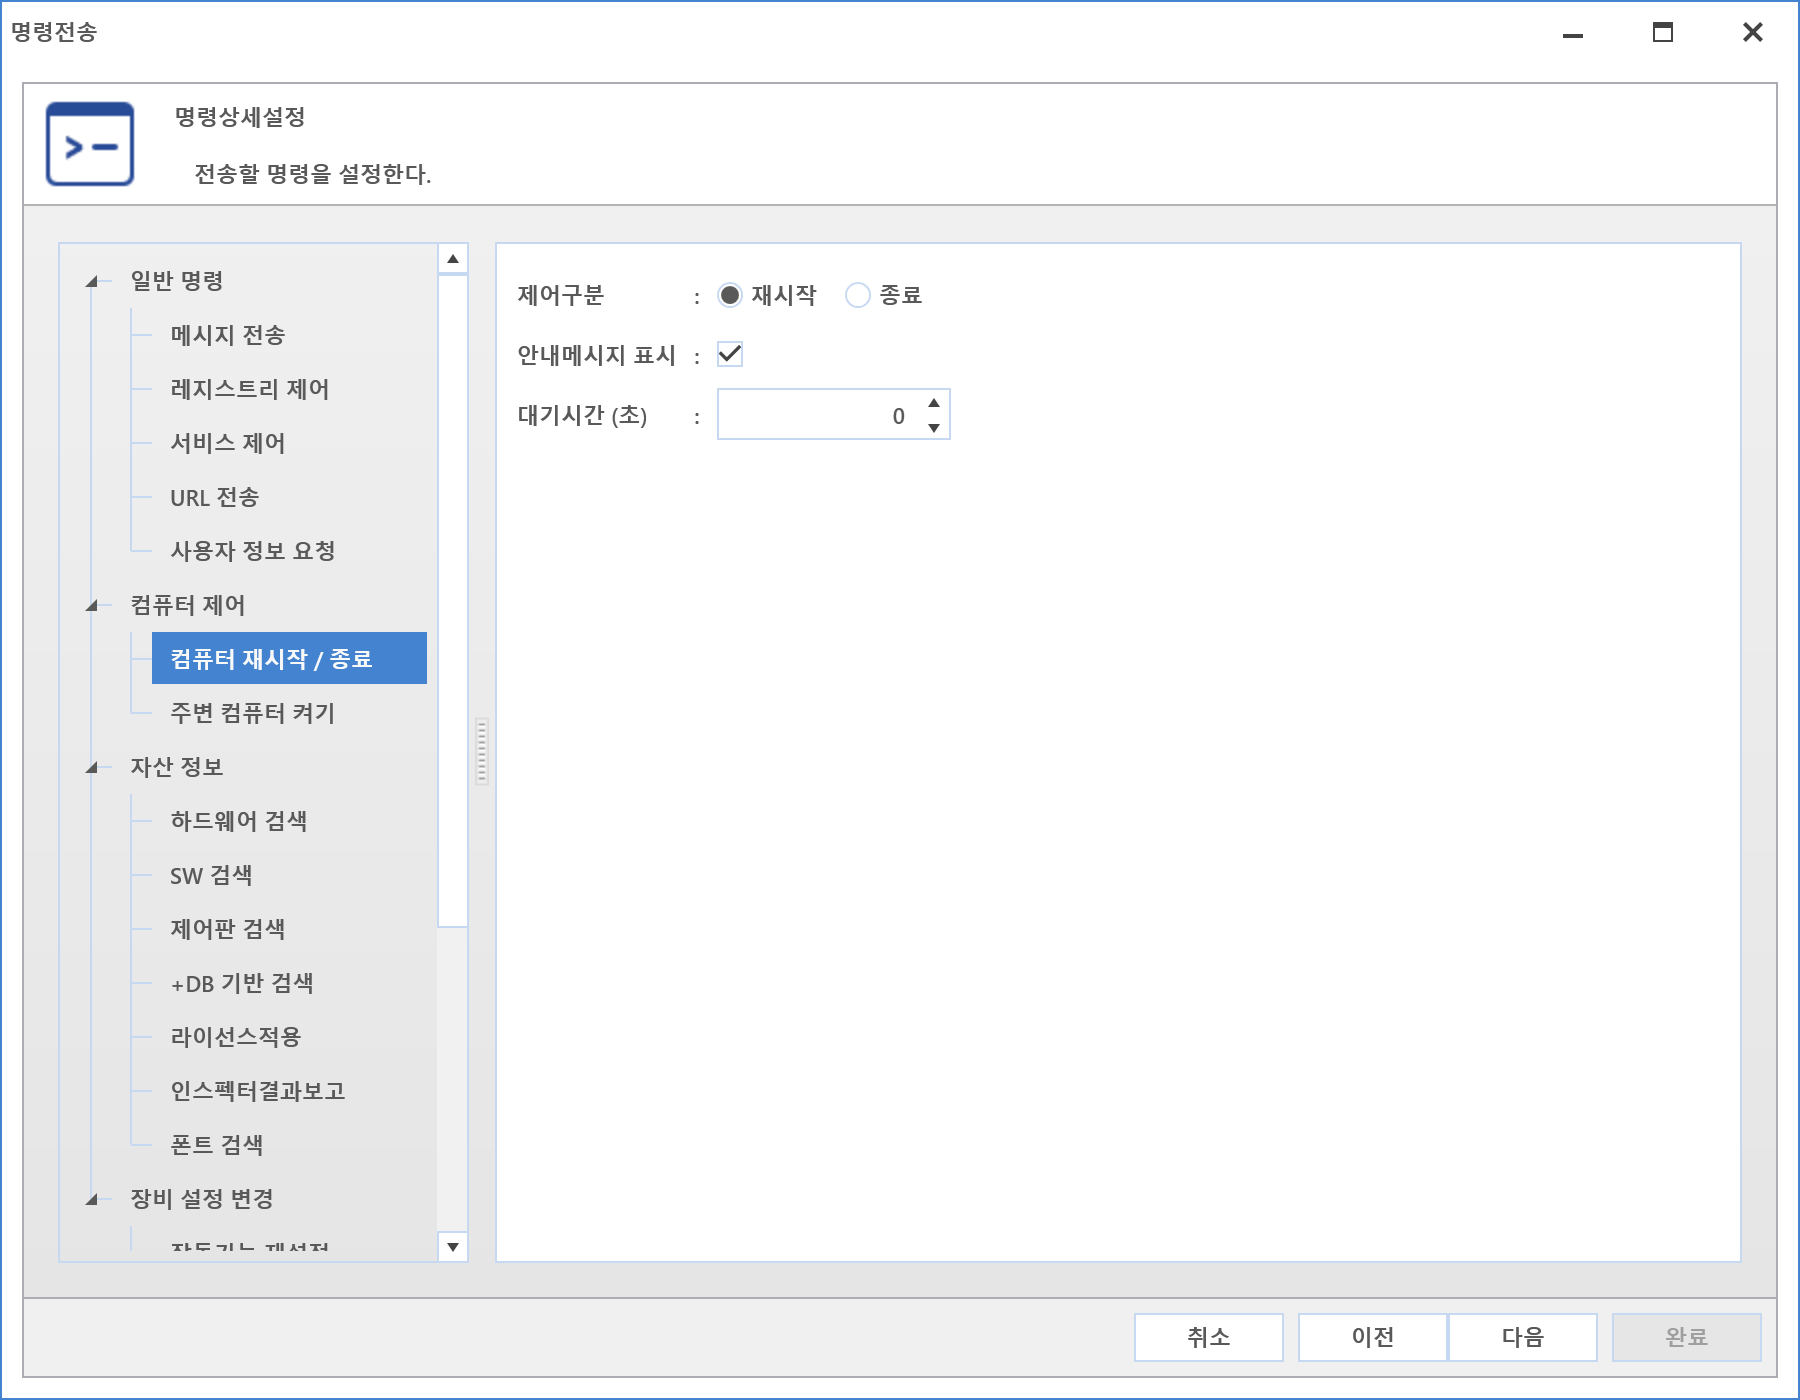 명령전송
명령상세설정
전송할 명령을 설정한다.
일반 명령
메시지 전송
레지스트리 제어
서비스 제어
URL 전송
사용자 정보 요청
컴퓨터 제어
컴퓨터 재시작 / 종료
주변 컴퓨터 켜기
자산 정보
하드웨어 검색
SW 검색
제어판 검색
+DB 기반 검색
라이선스적용
인스펙터결과보고
폰트 검색
장비 설정 변경
제어구분 : 재시작 종료
안내메시지 표시 :
대기시간 (초) : 0
취소 이전 다음 완료